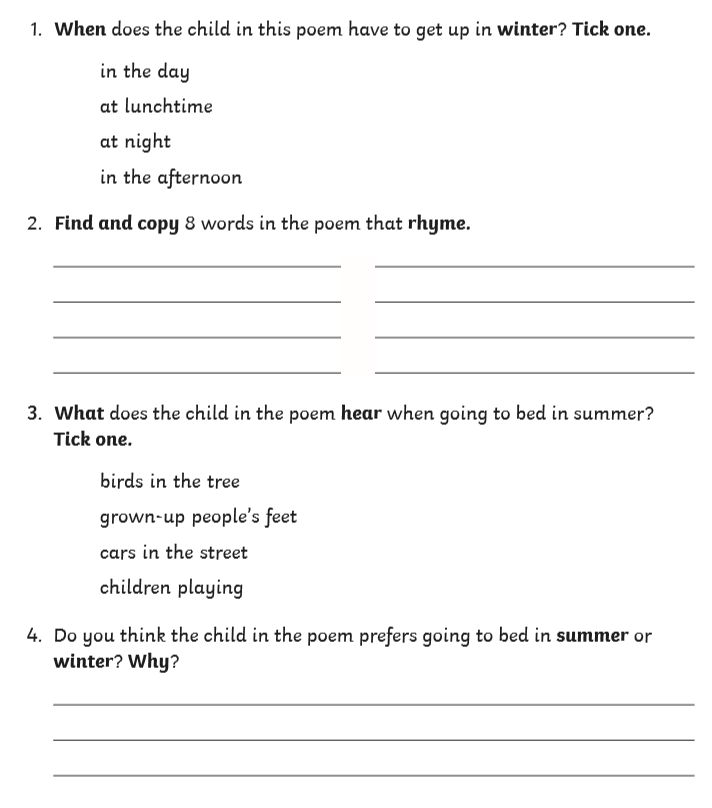 1. When does the child in this poem have to get up in winter? Tick one.
in the day
at lunchtime
at night
in the afternoon
2. Find and copy 8 words in the poem that rhyme.
3. What does the child in the poem hear when going to bed in summer?
Tick one.
birds in the tree
grown-up people's feet
cars in the street
children playing
4. Do you think the child in the poem prefers going to bed in summer or
winter? Why?